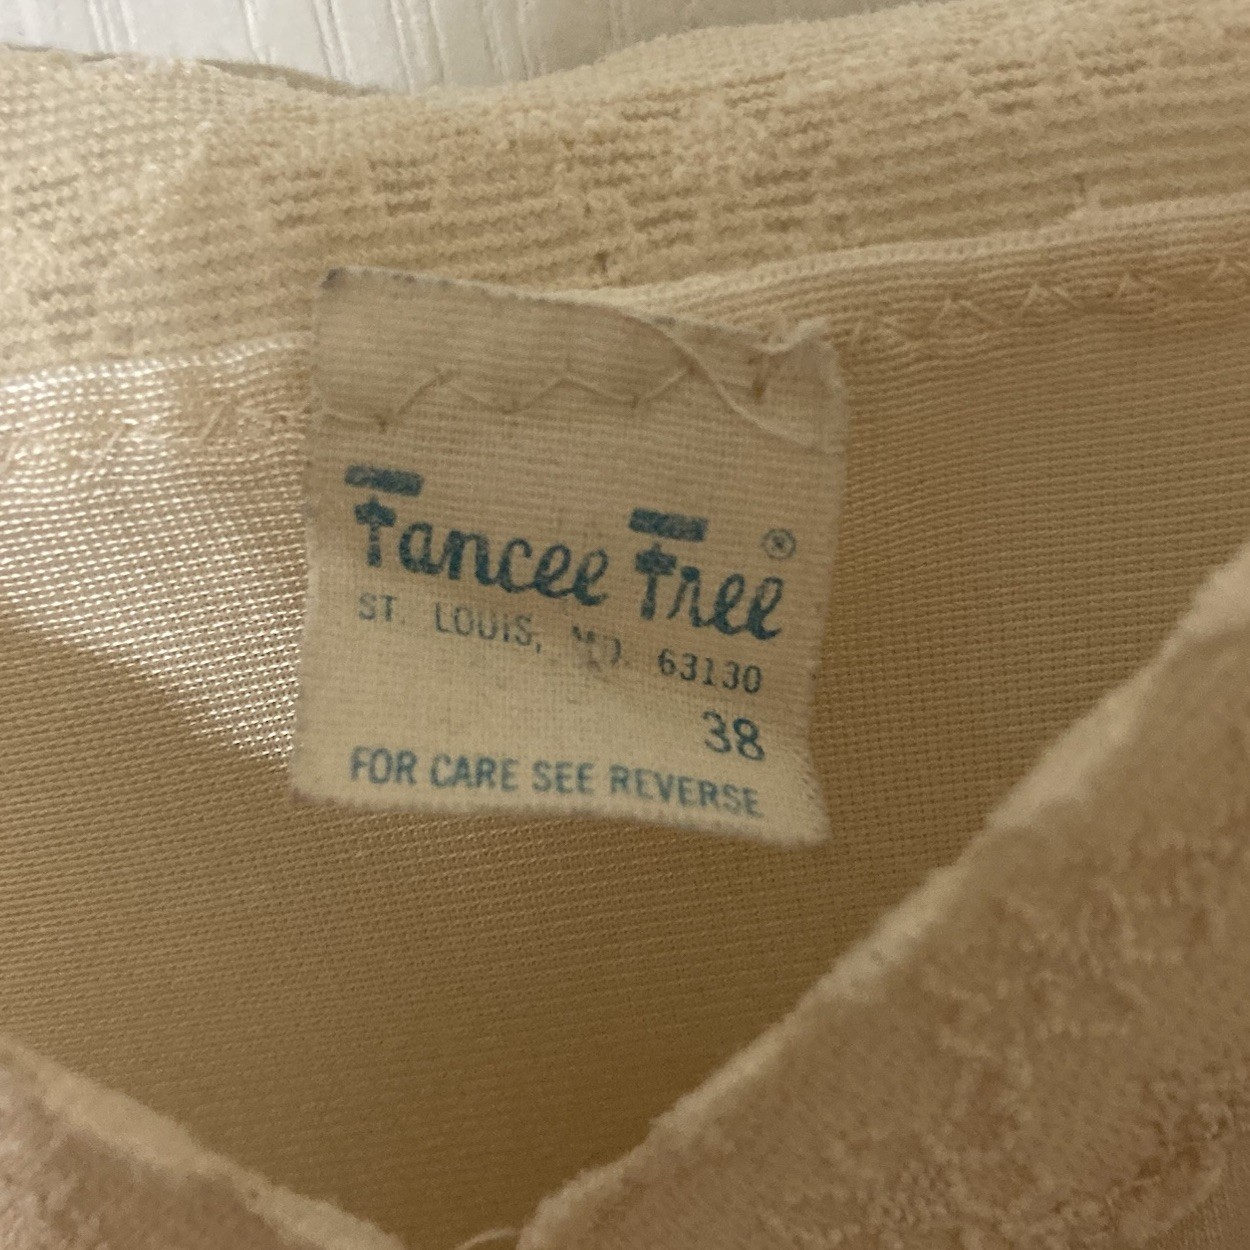 Fancee Free ®
ST. LOUIS, MO. 63130
38
FOR CARE SEE REVERSE